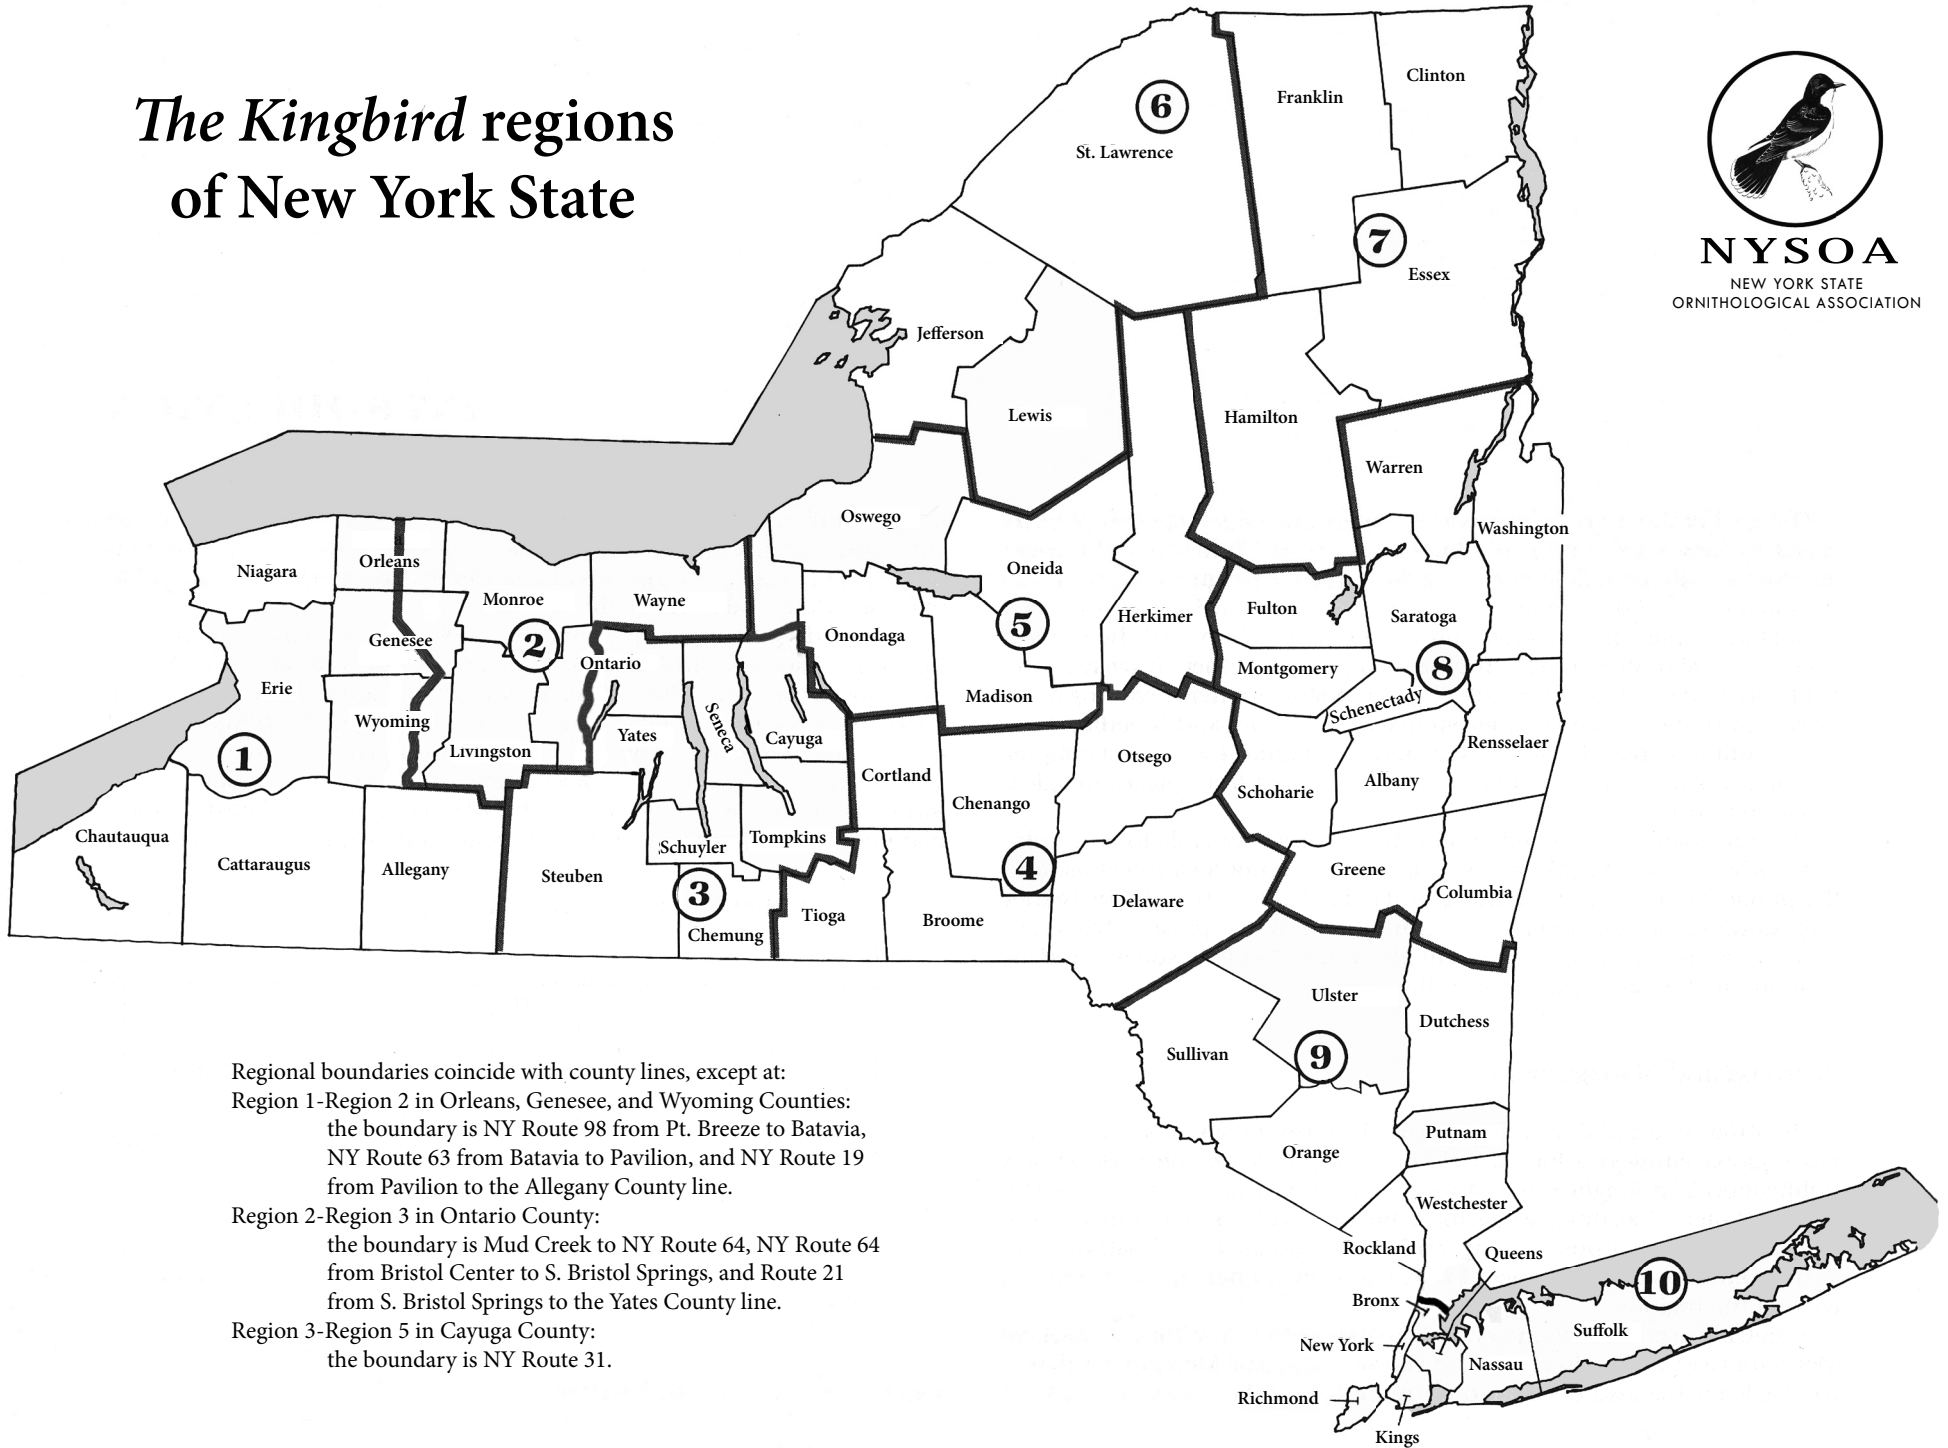 The Kingbird regions
of New York State
NYSOA
NEW YORK STATE
ORNITHOLOGICAL ASSOCIATION
6
St. Lawrence
Franklin
Clinton
7
Essex
Jefferson
Lewis
Hamilton
Warren
Washington
Oswego
Oneida
5
Herkimer
Fulton
Saratoga
Montgomery
8
Schenectady
Niagara
Orleans
Monroe
Wayne
Genesee
2
Ontario
Onondaga
Madison
Erie
Wyoming
Livingston
Yates
Seneca
Cayuga
1
Cortland
Chenango
Otsego
Schoharie
Albany
Rensselaer
Chautauqua
Cattaraugus
Allegany
Steuben
Schuyler
Tompkins
3
Chemung
Tioga
Broome
4
Delaware
Greene
Columbia
Ulster
Dutchess
Sullivan
9
Orange
Putnam
Westchester
Rockland
Queens
Bronx
10
New York
Suffolk
Nassau
Richmond
Kings
Regional boundaries coincide with county lines, except at:
Region 1-Region 2 in Orleans, Genesee, and Wyoming Counties:
the boundary is NY Route 98 from Pt. Breeze to Batavia,
NY Route 63 from Batavia to Pavilion, and NY Route 19
from Pavilion to the Allegany County line.
Region 2-Region 3 in Ontario County:
the boundary is Mud Creek to NY Route 64, NY Route 64
from Bristol Center to S. Bristol Springs, and Route 21
from S. Bristol Springs to the Yates County line.
Region 3-Region 5 in Cayuga County:
the boundary is NY Route 31.